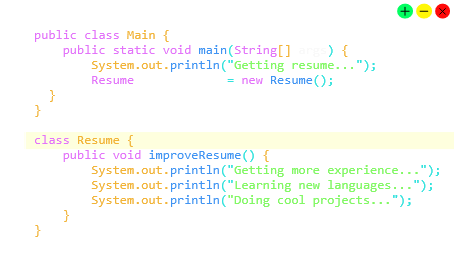 public class Main {
public static void main(String[] args) {
System.out.println("Getting resume...");
Resume = new Resume();
}
}
class Resume {
public void improveResume() {
System.out.println("Getting more experience...");
System.out.println("Learning new languages...");
System.out.println("Doing cool projects...");
}
}